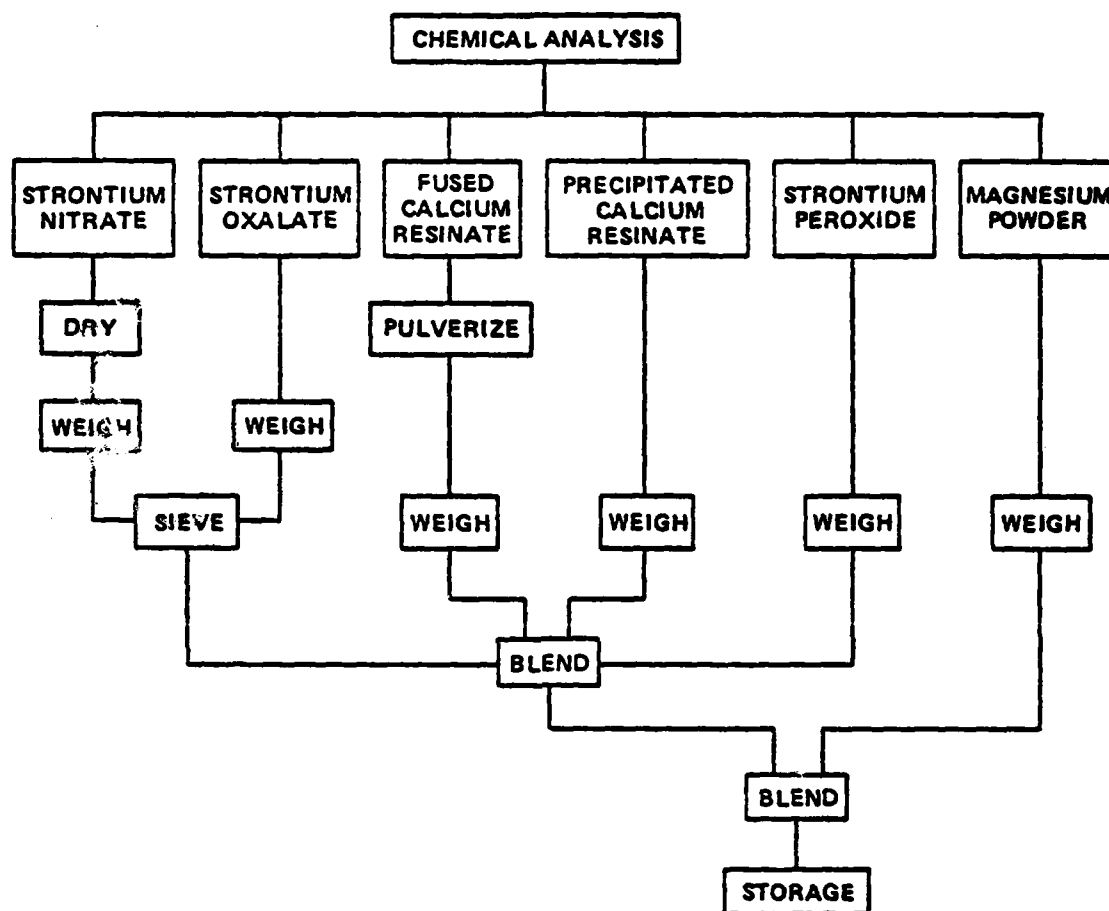 CHEMICAL ANALYSIS
STRONTIUM
NITRATE
STRONTIUM
OXALATE
FUSED
CALCIUM
RESINATE
PRECIPITATED
CALCIUM
RESINATE
STRONTIUM
PEROXIDE
MAGNESIUM
POWDER
DRY
PULVERIZE
WEIGH
WEIGH
SIEVE
WEIGH
WEIGH
WEIGH
WEIGH
BLEND
BLEND
STORAGE